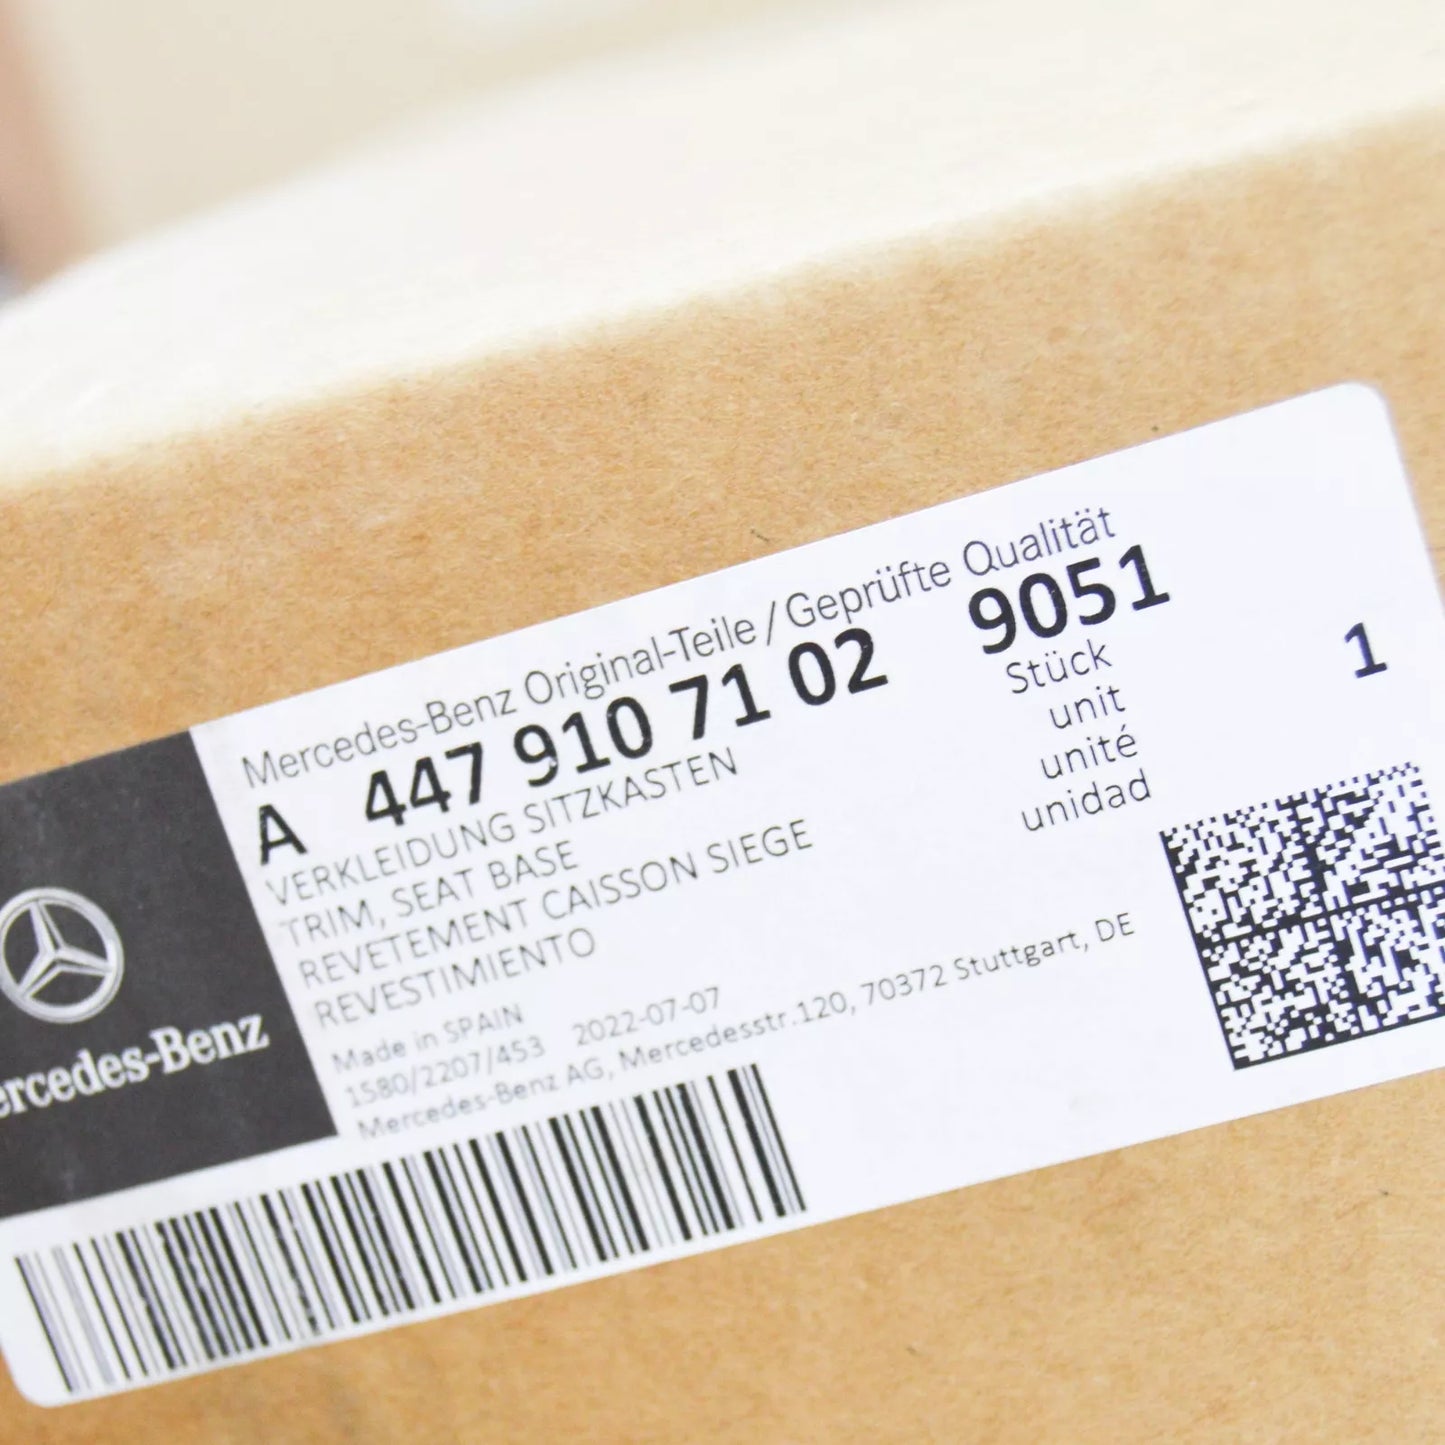 Mercedes-Benz Original-Teile / Geprüfte Qualität
A 447 910 71 02 9051
VERKLEIDUNG SITZKASTEN
TRIM, SEAT BASE
REVETEMENT CAISSON SIEGE
REVESTIMIENTO
Stück 1
unit
unité
unidad
Made in SPAIN
1580/2207/453 2022-07-07
Mercedes-Benz AG, Mercedesstr.120, 70372 Stuttgart, DE
ercedes-Benz